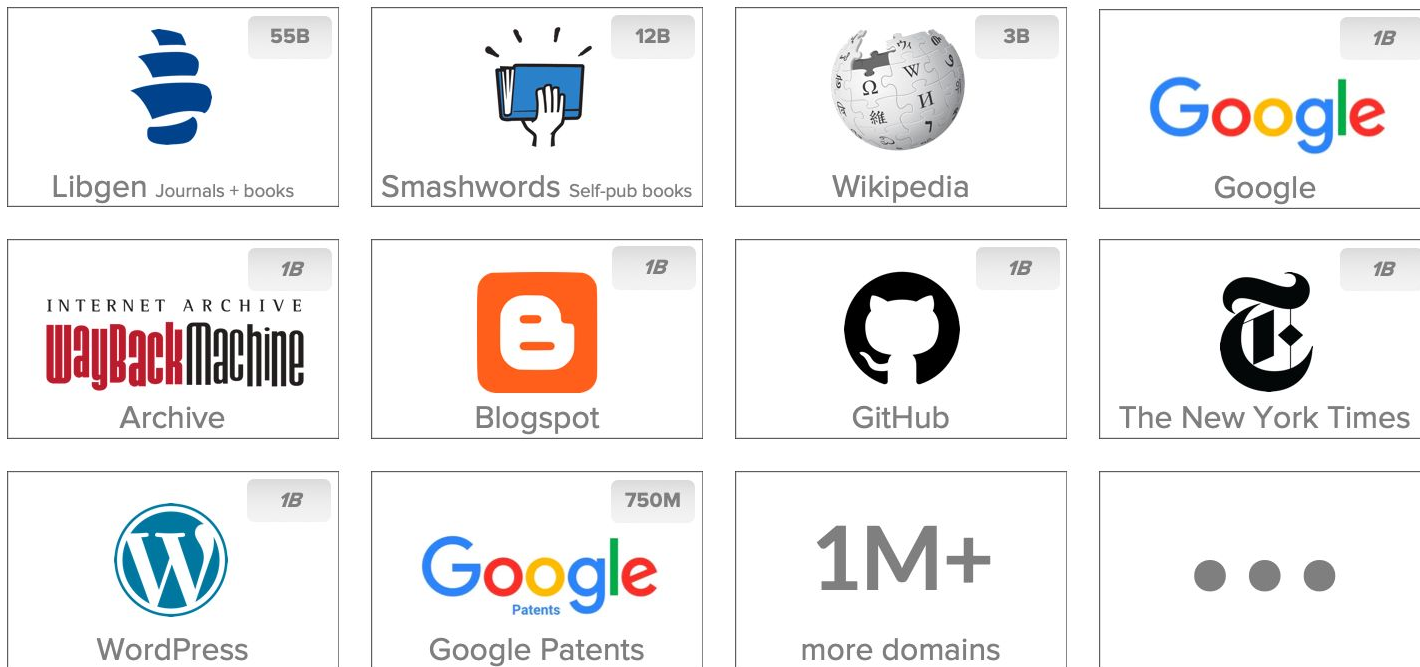 55B
Libgen Journals + books
12B
Smashwords Self-pub books
3B
Ω W И 維 7
Wikipedia
1B
Google
Google
1B
INTERNET ARCHIVE
WayBackMachine
Archive
1B
B
Blogspot
1B
GitHub
1B
T
The New York Times
1B
W
WordPress
750M
Google
Patents
Google Patents
1M+
more domains